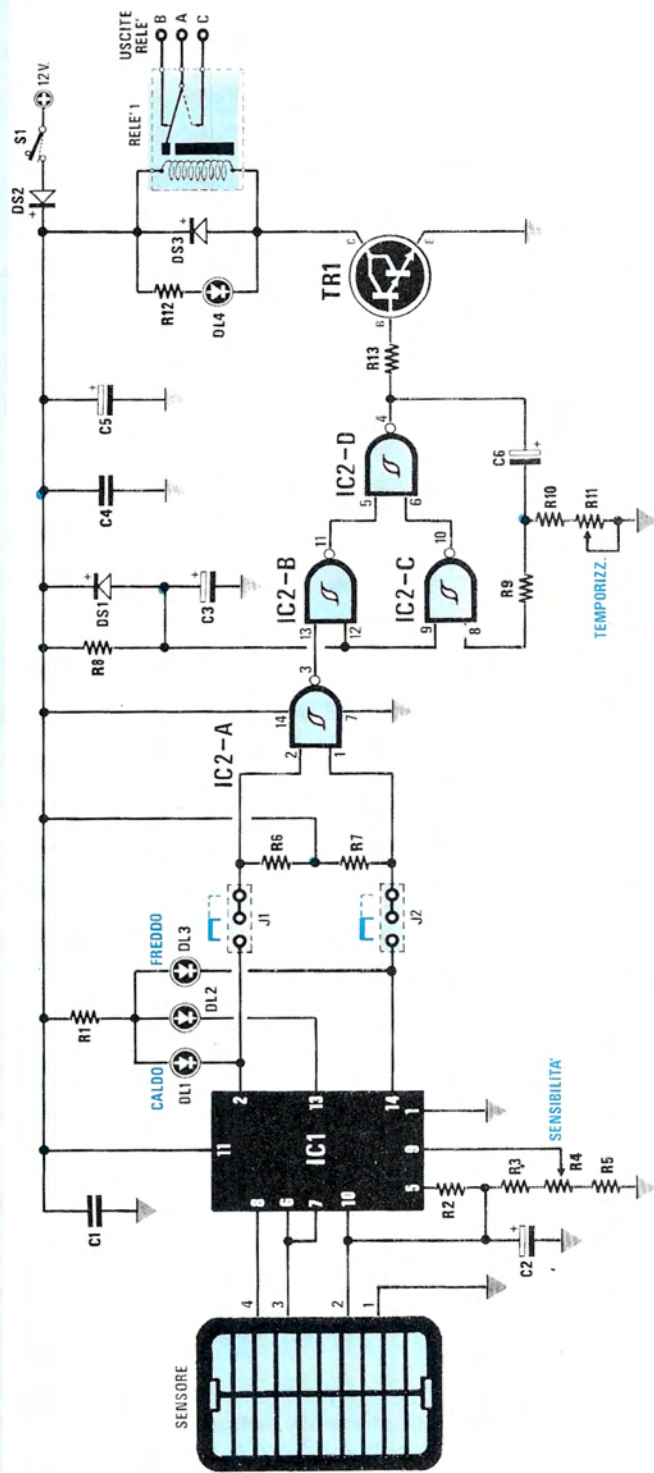 SENSORE
4
3
2
1
C1
8
6
7
10
11
IC1
5
9
1
2
13
14
R2
C2
R3
R4
R5
SENSIBILITA'
R1
CALDO
FREDDO
DL1
DL2
DL3
J1
J2
R6
R7
IC2-A
2
1
14
7
3
R8
DS1
C3
IC2-B
13
12
11
IC2-C
9
8
10
IC2-D
5
6
4
C4
C5
R9
C6
R10
R11
TEMPORIZZ.
R13
TR1
B
C
E
R12
DL4
DS3
DS2
S1
12V.
RELE' 1
USCITE
RELE'
B
A
C